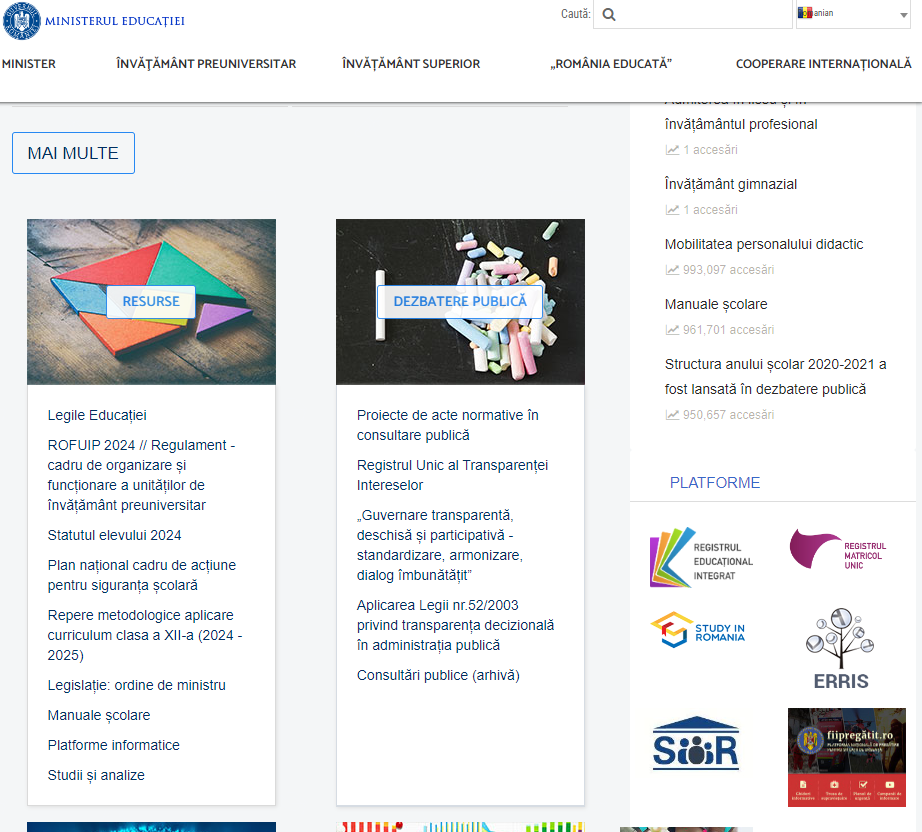 MINISTERUL EDUCAȚIEI
Caută:
anian
MINISTER
ÎNVĂȚĂMÂNT PREUNIVERSITAR
ÎNVĂȚĂMÂNT SUPERIOR
„ROMÂNIA EDUCATĂ”
COOPERARE INTERNAȚIONALĂ
MAI MULTE
RESURSE
Legile Educației
ROFUIP 2024 // Regulament -
cadru de organizare și
funcționare a unităților de
învățământ preuniversitar
Statutul elevului 2024
Plan național cadru de acțiune
pentru siguranța școlară
Repere metodologice aplicare
curriculum clasa a XII-a (2024 -
2025)
Legislație: ordine de ministru
Manuale școlare
Platforme informatice
Studii și analize
DEZBATERE PUBLICĂ
Proiecte de acte normative în
consultare publică
Registrul Unic al Transparenței
Intereselor
„Guvernare transparentă,
deschisă și participativă -
standardizare, armonizare,
dialog îmbunătățit”
Aplicarea Legii nr.52/2003
privind transparența decizională
în administrația publică
Consultări publice (arhivă)
învățâmântul profesional
1 accesări
Învățământ gimnazial
1 accesări
Mobilitatea personalului didactic
993,097 accesări
Manuale școlare
961,701 accesări
Structura anului școlar 2020-2021 a
fost lansată în dezbatere publică
950,657 accesări
PLATFORME
REGISTRUL
EDUCAȚIONAL
INTEGRAT
REGISTRUL
MATRICOL
UNIC
STUDY IN
ROMANIA
ERRIS
SIIIR
fiipregătit.ro